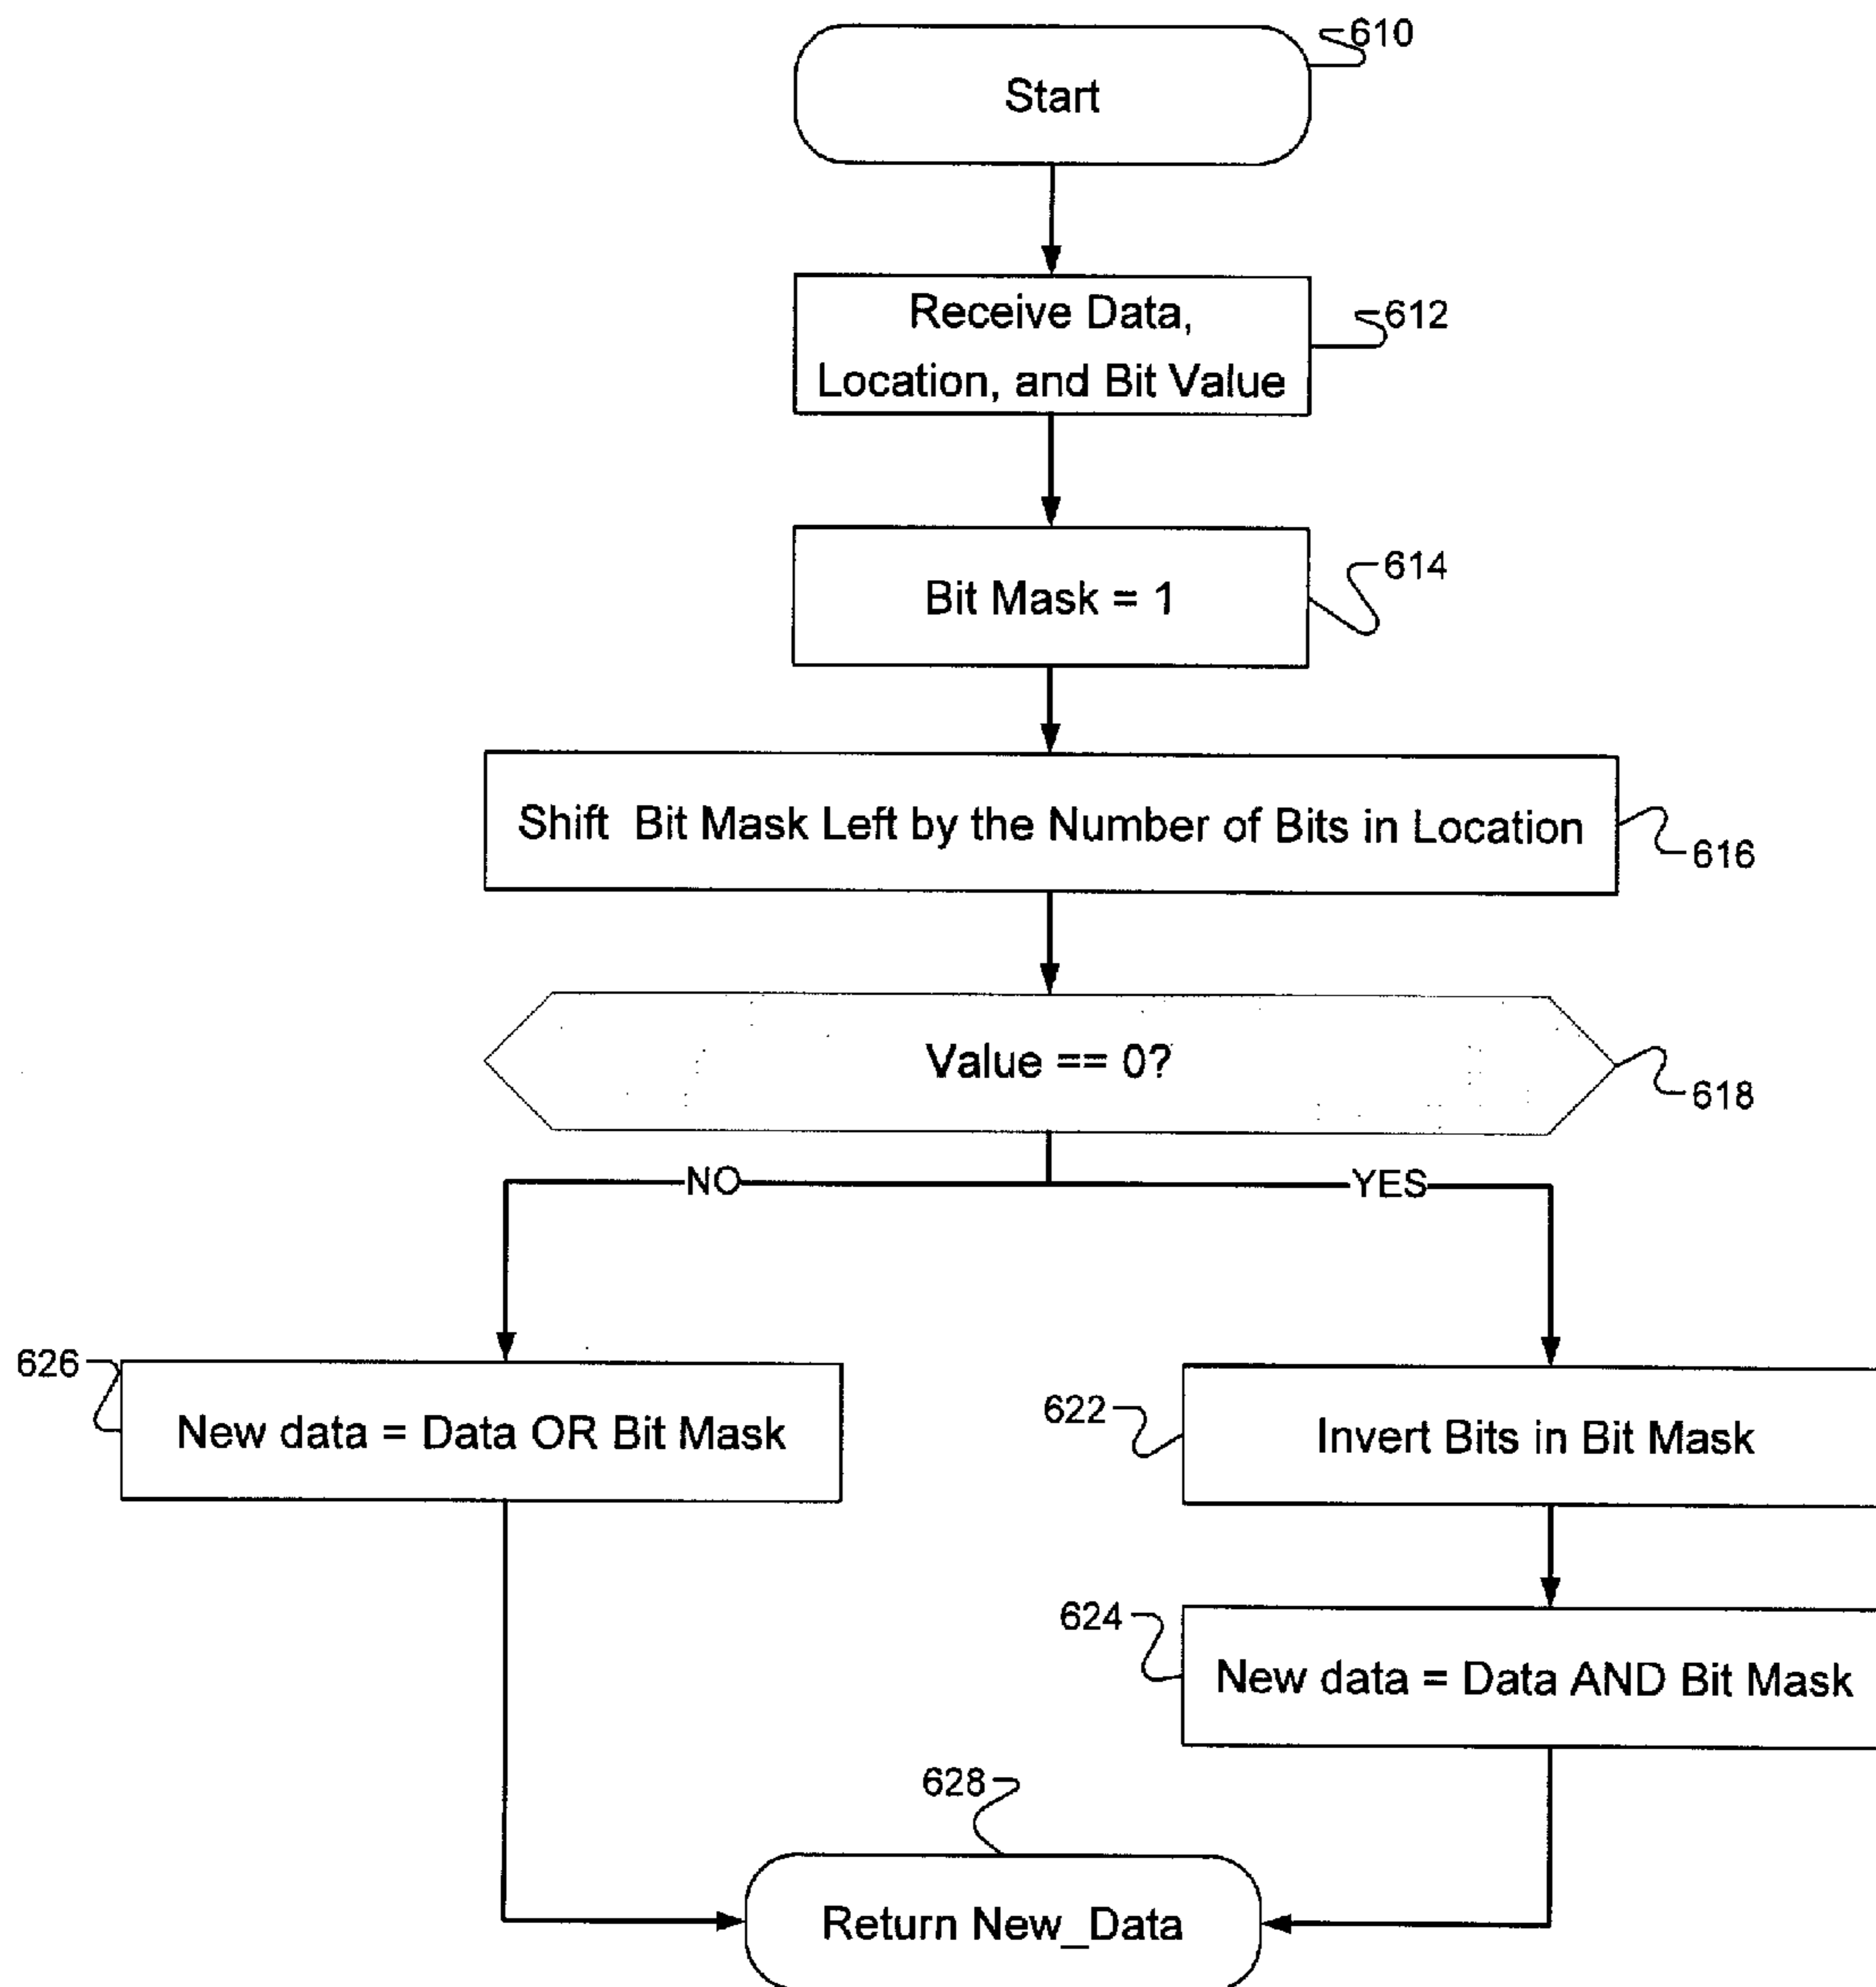 610
Start
612
Receive Data,
Location, and Bit Value
614
Bit Mask = 1
Shift Bit Mask Left by the Number of Bits in Location
616
Value == 0?
618
NO
YES
626
New data = Data OR Bit Mask
622
Invert Bits in Bit Mask
624
New data = Data AND Bit Mask
628
Return New_Data